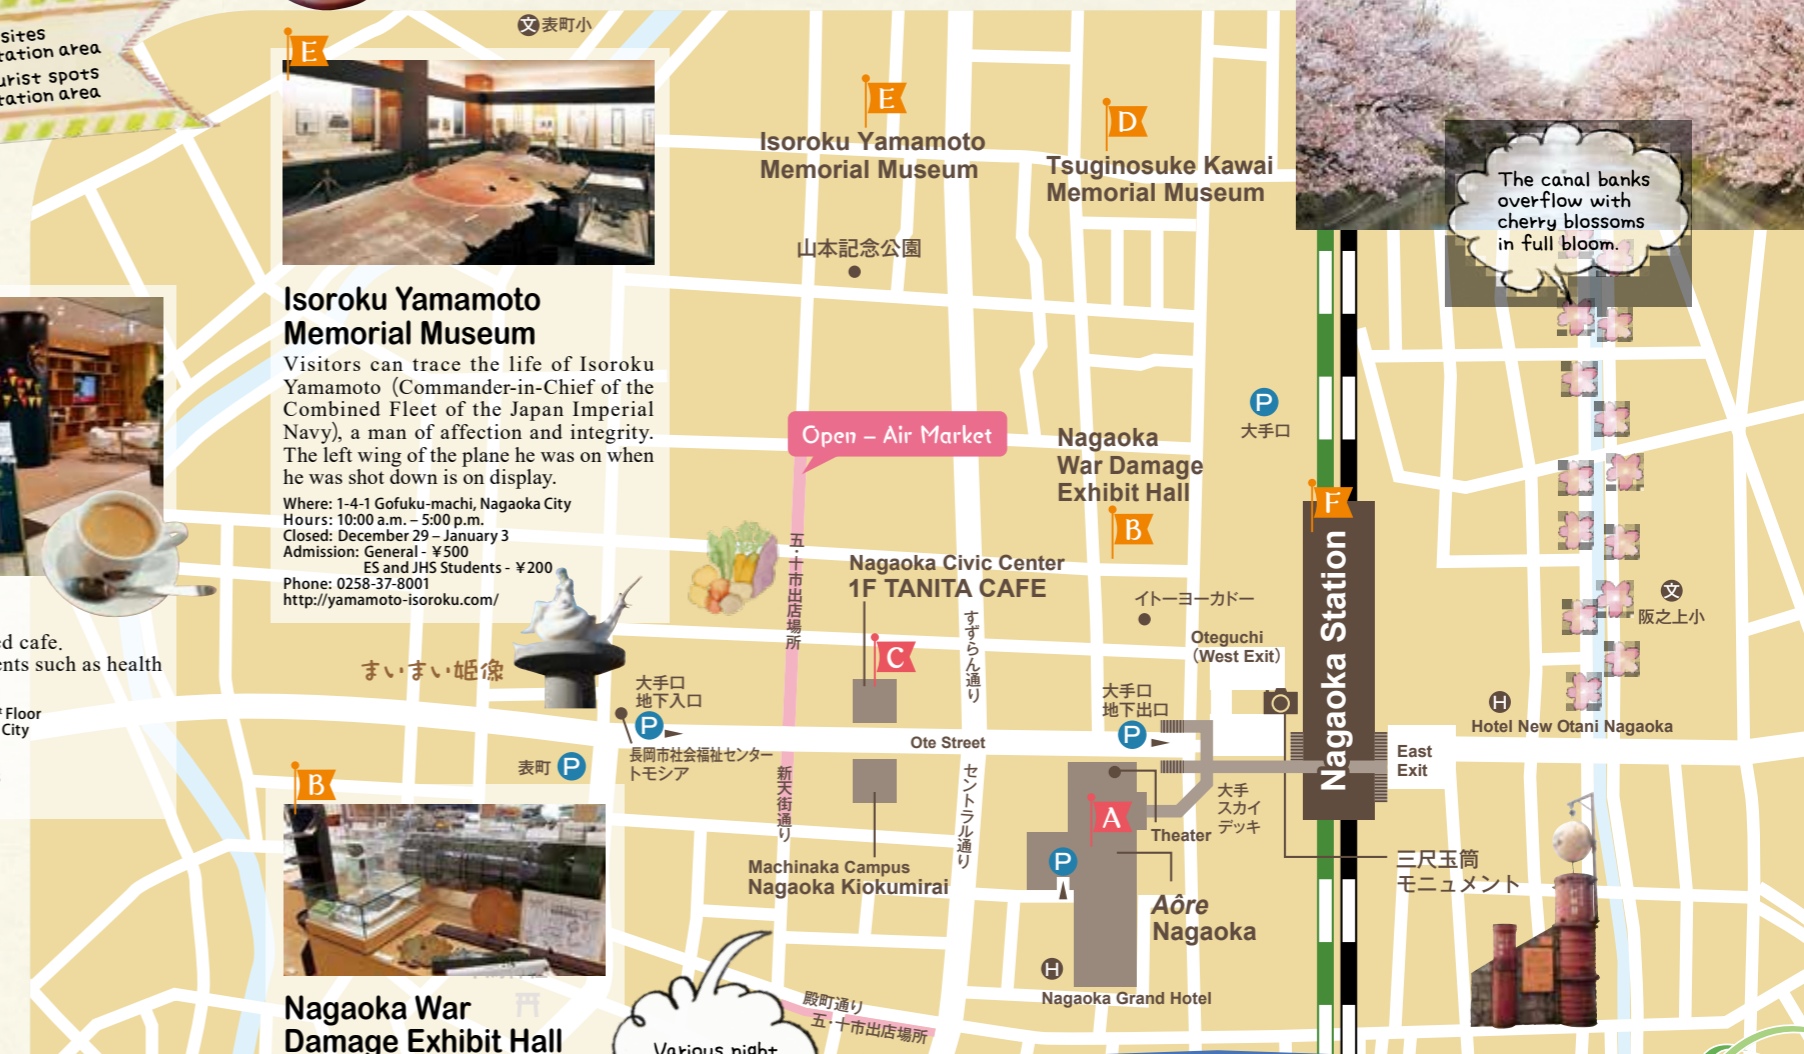 sites
tation area
urist spots
tation area
文 表町小
E
E
Isoroku Yamamoto
Memorial Museum
D
Tsuginosuke Kawai
Memorial Museum
The canal banks
overflow with
cherry blossoms
in full bloom.
山本記念公園
Isoroku Yamamoto
Memorial Museum
Visitors can trace the life of Isoroku
Yamamoto (Commander-in-Chief of the
Combined Fleet of the Japan Imperial
Navy), a man of affection and integrity.
The left wing of the plane he was on when
he was shot down is on display.
Where: 1-4-1 Gofuku-machi, Nagaoka City
Hours: 10:00 a.m. – 5:00 p.m.
Closed: December 29 – January 3
Admission: General - ¥500
ES and JHS Students - ¥200
Phone: 0258-37-8001
http://yamamoto-isoroku.com/
Open – Air Market
P
大手口
Nagaoka
War Damage
Exhibit Hall
B
F
Nagaoka Station
五・十市出店場所
Nagaoka Civic Center
1F TANITA CAFE
C
すずらん通り
イトーヨーカドー
Oteguchi
(West Exit)
文
阪之上小
ed cafe.
ents such as health
Floor
City
まいまい姫像
大手口
地下入口
P
大手口
地下出口
P
H
Hotel New Otani Nagaoka
Ote Street
長岡市社会福祉センター
トモシア
表町 P
East
Exit
新天街通り
セントラル通り
大手
スカイ
デッキ
A
Theater
P
B
Machinaka Campus
Nagaoka Kiokumirai
三尺玉筒
モニュメント
Aôre
Nagaoka
H
Nagaoka Grand Hotel
殿町通り
五・十市出店場所
Nagaoka War
Damage Exhibit Hall
Various night